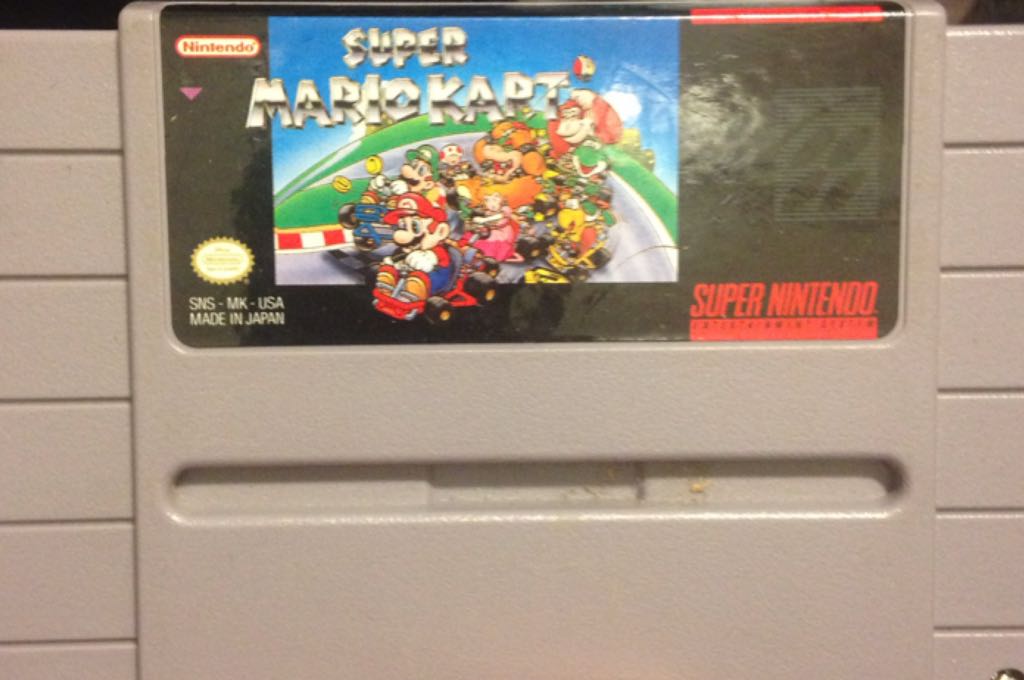 Nintendo
SUPER
MARIO KART
SNS - MK - USA
MADE IN JAPAN
SUPER NINTENDO
ENTERTAINMENT SYSTEM